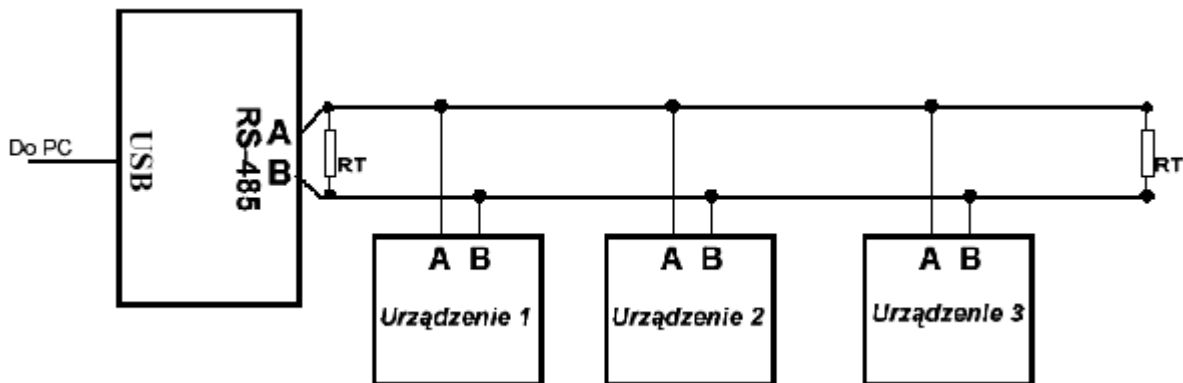 Do PC
USB
RS-485
A
B
RT
RT
A B
Urządzenie 1
A B
Urządzenie 2
A B
Urządzenie 3